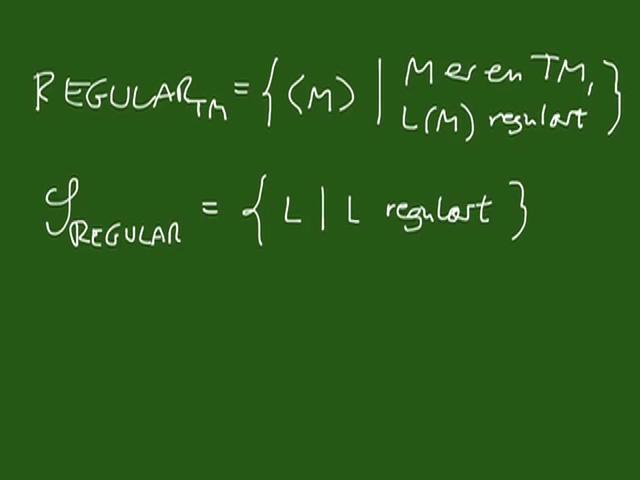 REGULAR_TM = { ⟨M⟩ | M er en TM,
L(M) regulært }
𝒮_REGULAR = { L | L regulært }